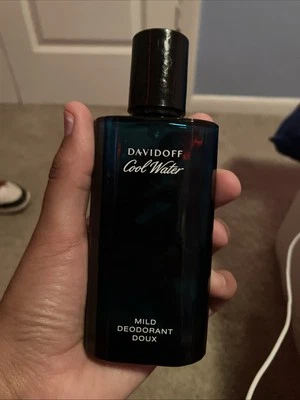 DAVIDOFF
Cool Water
MILD
DEODORANT
DOUX